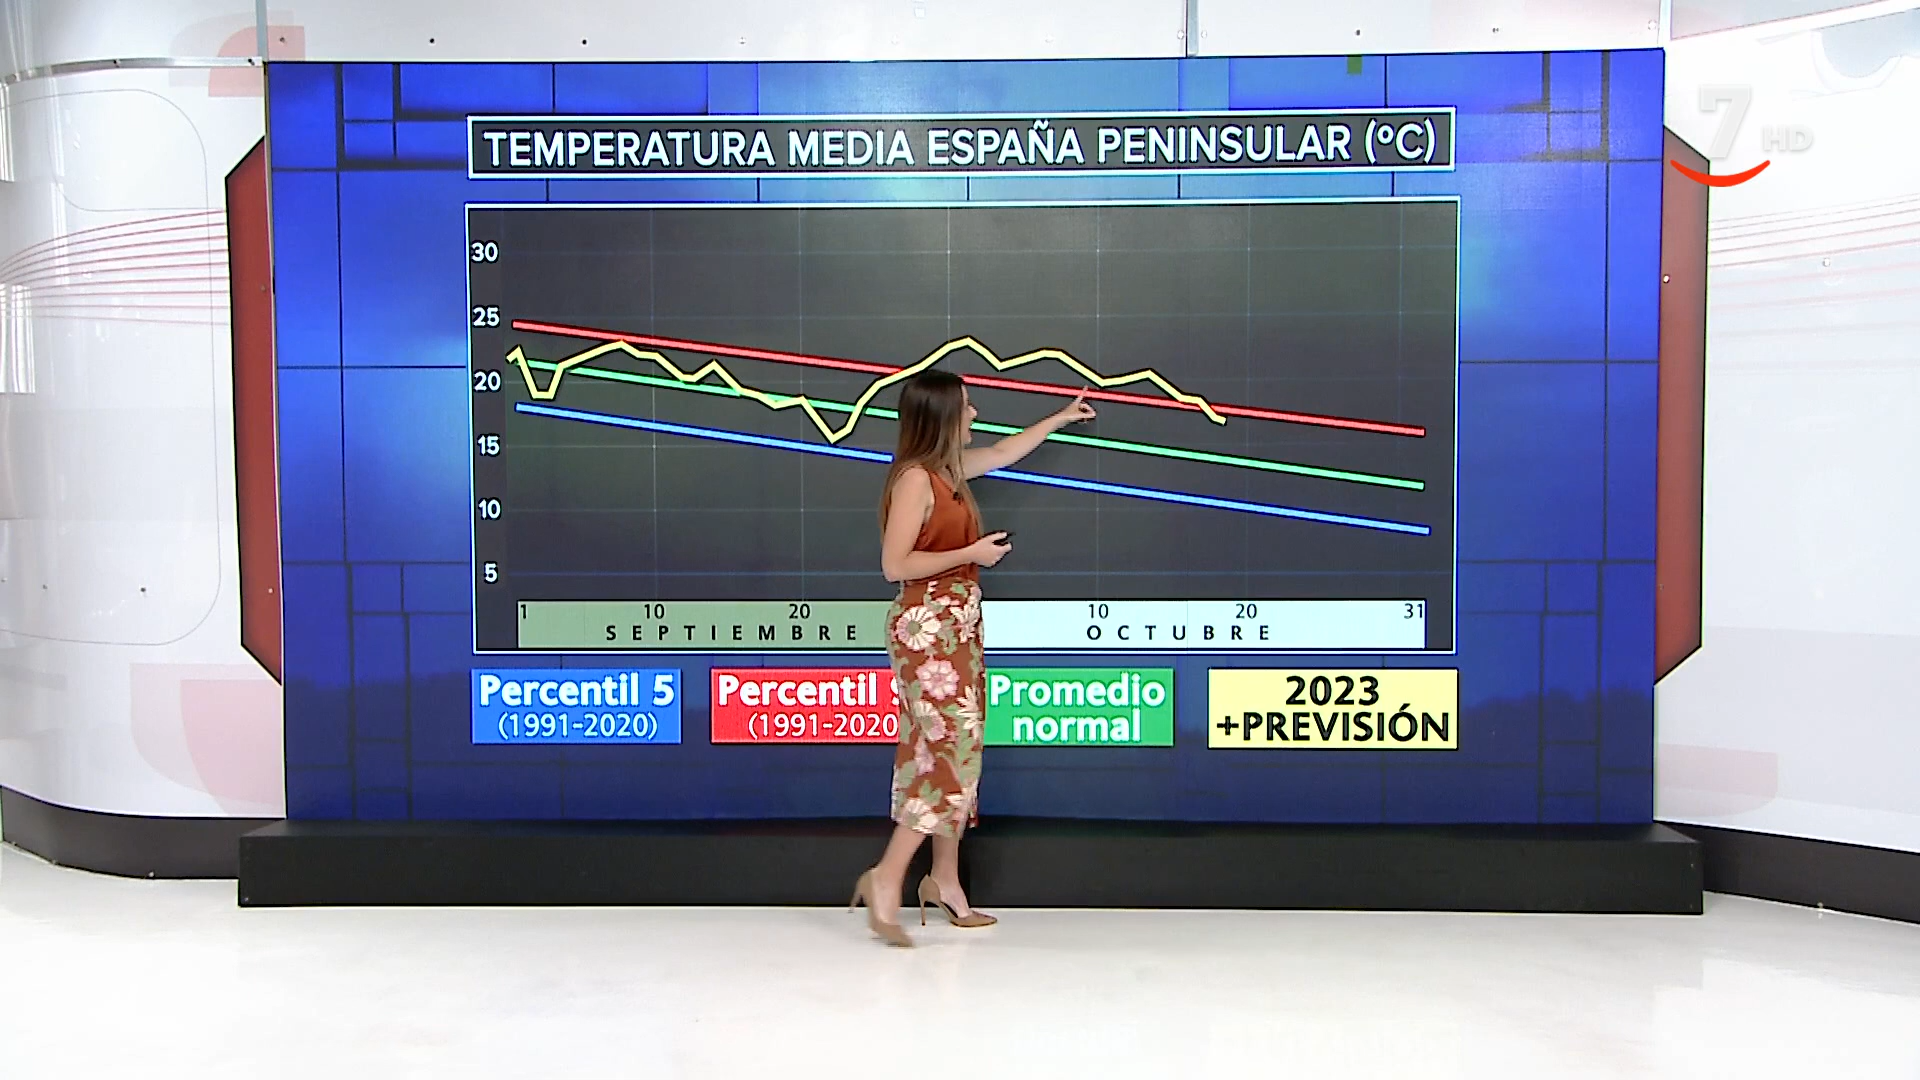 7 HD
TEMPERATURA MEDIA ESPAÑA PENINSULAR (ºC)
30
25
20
15
10
5
1 10 20 10 20 31
SEPTIEMBRE OCTUBRE
Percentil 5
(1991-2020)
Percentil
(1991-2020
Promedio
normal
2023
+PREVISIÓN